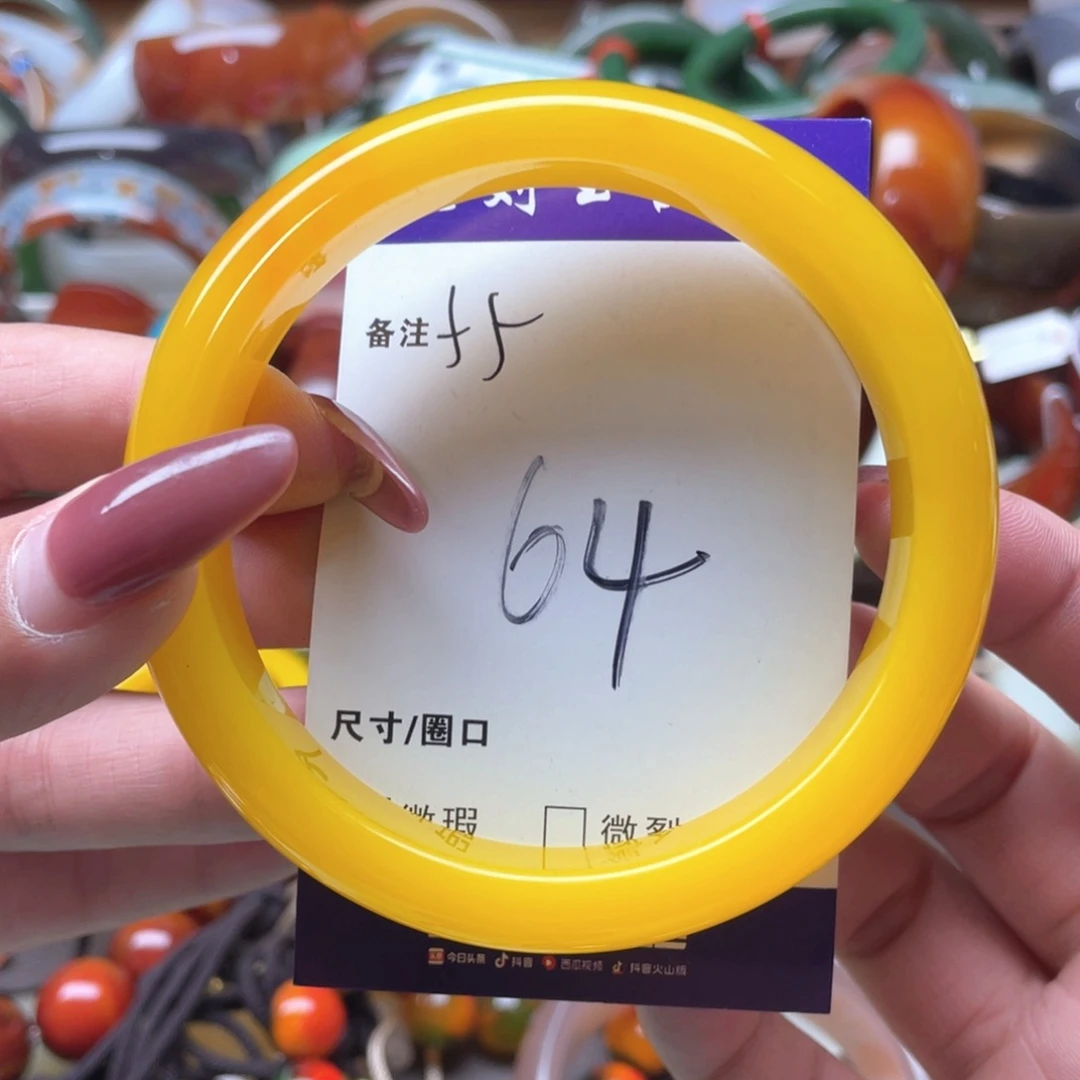 备注
64
尺寸/圈口
微瑕 微裂
今日头条 抖音 西瓜视频 抖音火山版